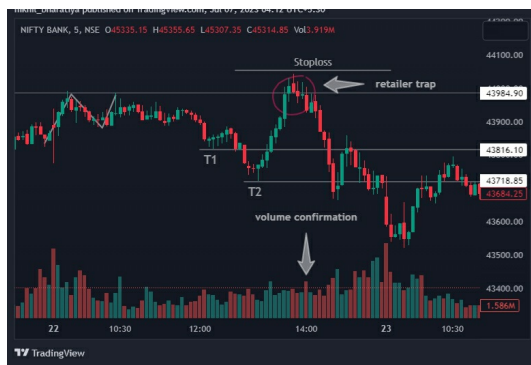 nikhil_bharatiya published on TradingView.com, Jul 07, 2023 04:12 UTC+5:30
NIFTY BANK, 5, NSE O45335.15 H45355.65 L45307.35 C45314.85 Vol3.919M
44100.00
Stoploss
retailer trap
44000.00
43984.90
43900.00
43816.10
T1
43718.85
T2
43684.25
volume confirmation
43600.00
43500.00
43400.00
1.586M
22 10:30 12:00 14:00 23 10:30
TradingView